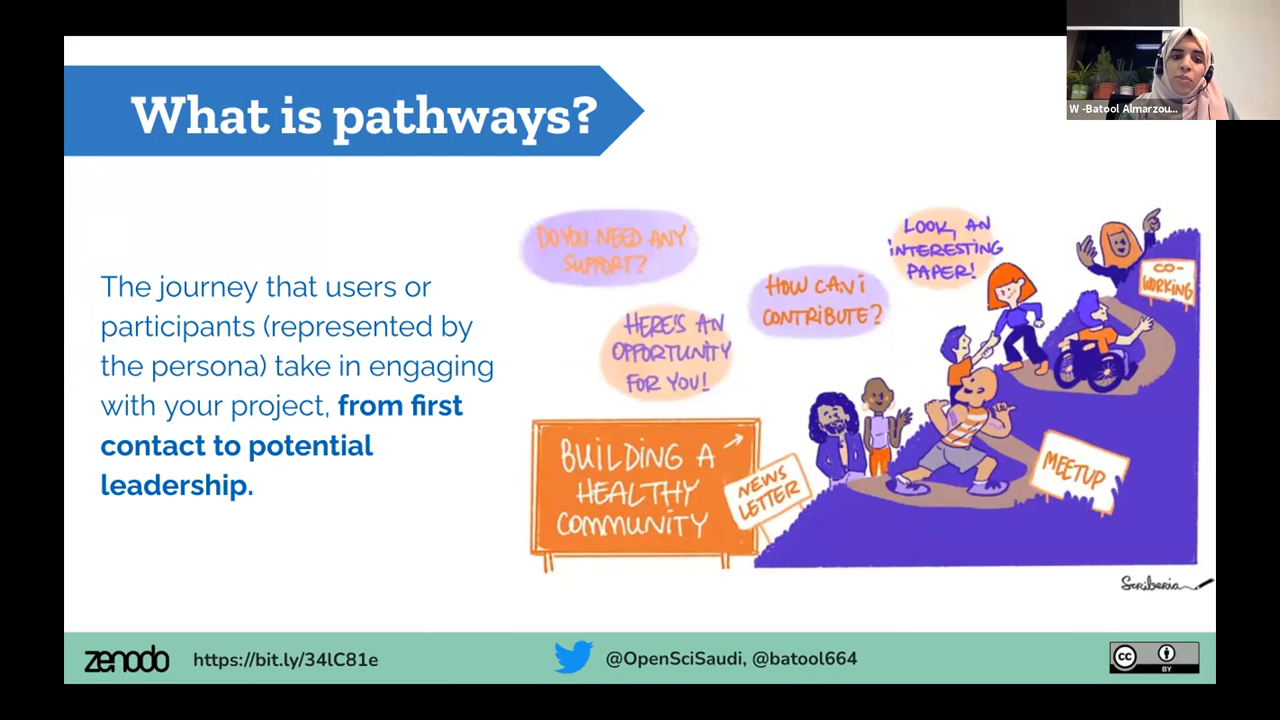 What is pathways?
W -Batool Almarzou...
The journey that users or
participants (represented by
the persona) take in engaging
with your project, from first
contact to potential
leadership.
DO YOU NEED ANY
SUPPORT?
HERE'S AN
OPPORTUNITY
FOR YOU!
HOW CAN I
CONTRIBUTE?
LOOK, AN
INTERESTING
PAPER!
CO-
WORKING
BUILDING A
HEALTHY
COMMUNITY
NEWS
LETTER
MEETUP
Scriberia
zenodo
https://bit.ly/34lC81e
@OpenSciSaudi, @batool664
CC
BY